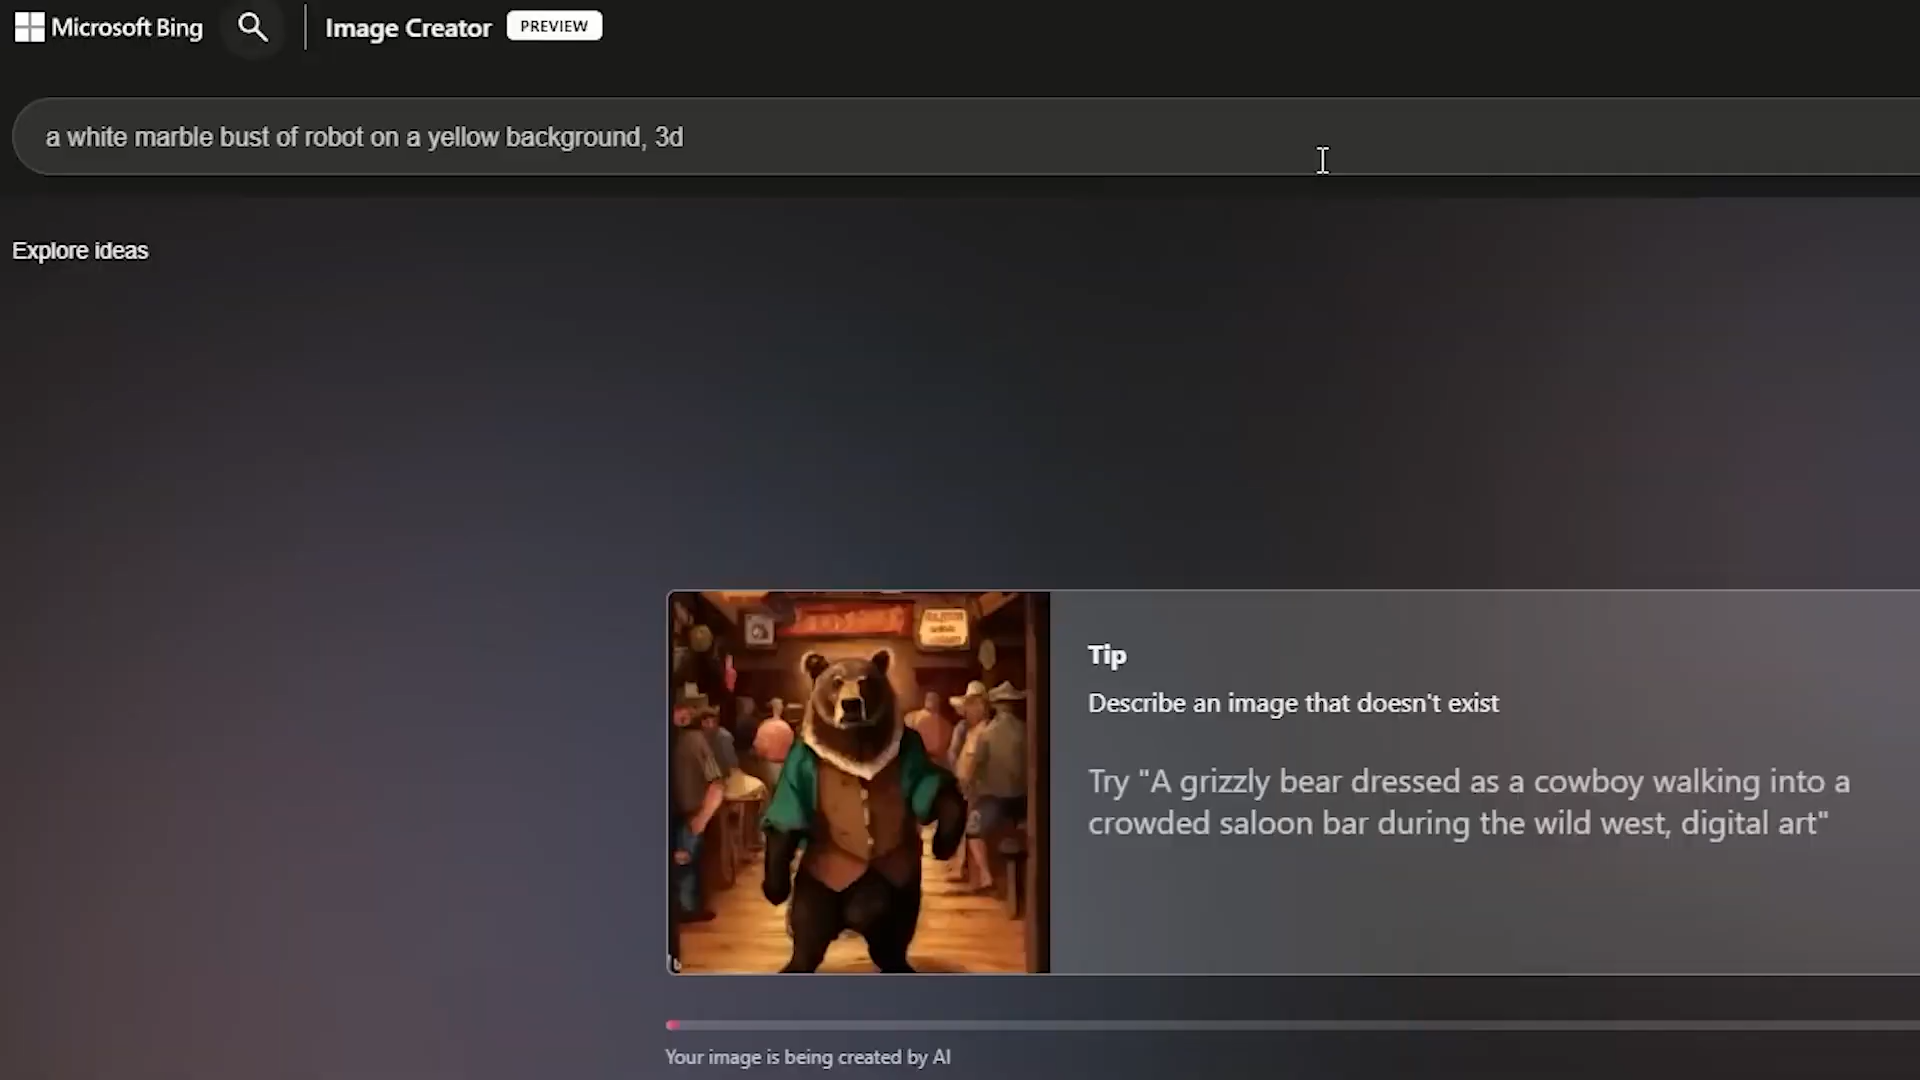 Microsoft Bing
Image Creator
PREVIEW
a white marble bust of robot on a yellow background, 3d
Explore ideas
Tip
Describe an image that doesn't exist
Try "A grizzly bear dressed as a cowboy walking into a
crowded saloon bar during the wild west, digital art"
Your image is being created by AI